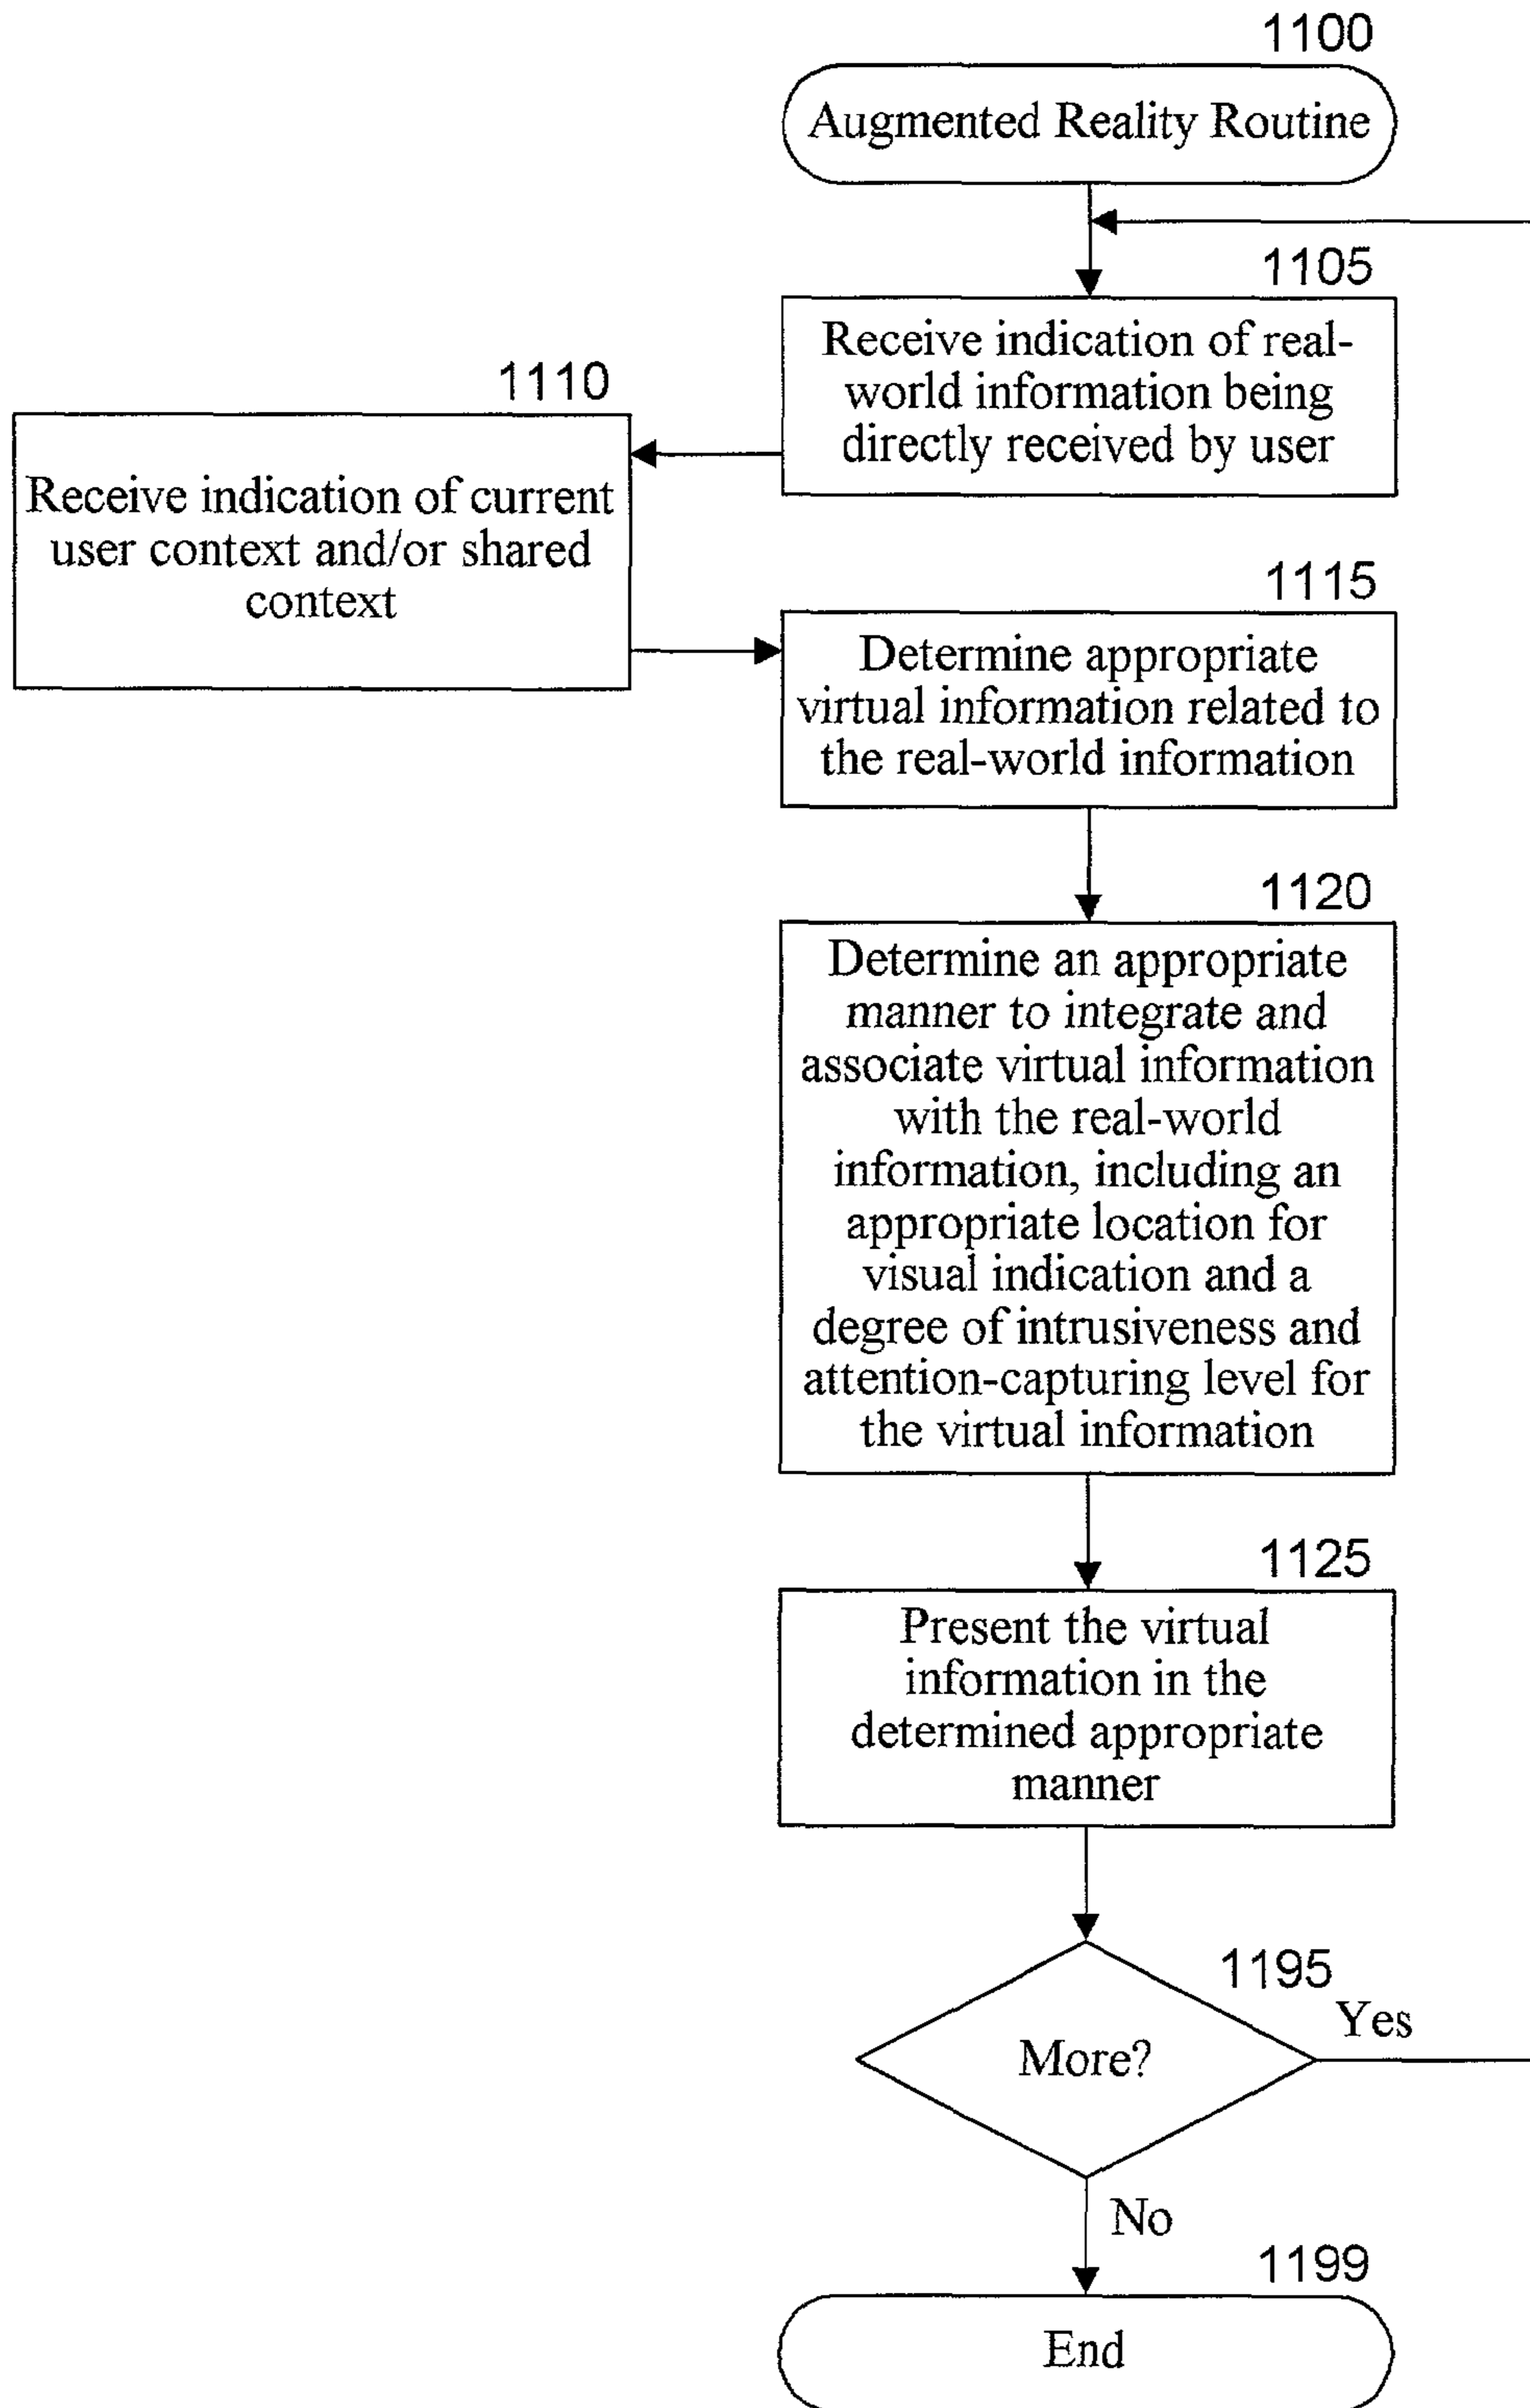 1100
Augmented Reality Routine
1105
Receive indication of real-
world information being
directly received by user
1110
Receive indication of current
user context and/or shared
context
1115
Determine appropriate
virtual information related to
the real-world information
1120
Determine an appropriate
manner to integrate and
associate virtual information
with the real-world
information, including an
appropriate location for
visual indication and a
degree of intrusiveness and
attention-capturing level for
the virtual information
1125
Present the virtual
information in the
determined appropriate
manner
1195
More?
Yes
No
1199
End